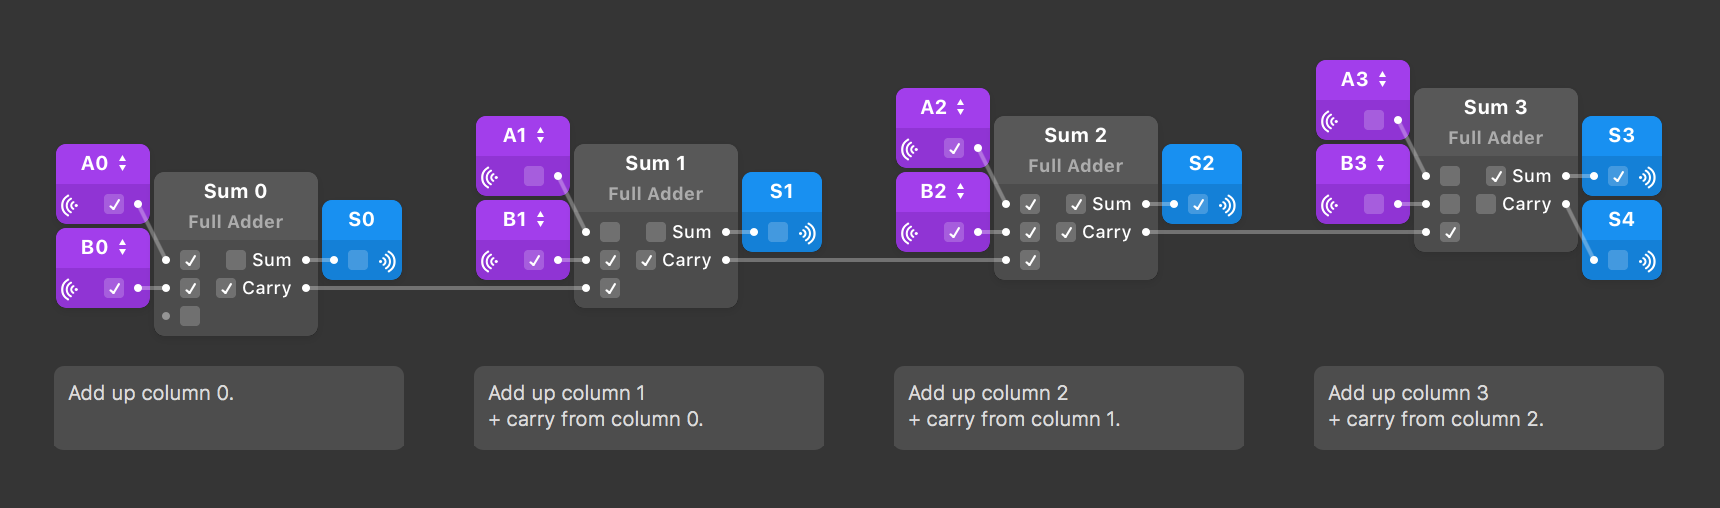 A0
B0
Sum 0
Full Adder
Sum
Carry
S0
Add up column 0.
A1
B1
Sum 1
Full Adder
Sum
Carry
S1
Add up column 1
+ carry from column 0.
A2
B2
Sum 2
Full Adder
Sum
Carry
S2
Add up column 2
+ carry from column 1.
A3
B3
Sum 3
Full Adder
Sum
Carry
S3
S4
Add up column 3
+ carry from column 2.